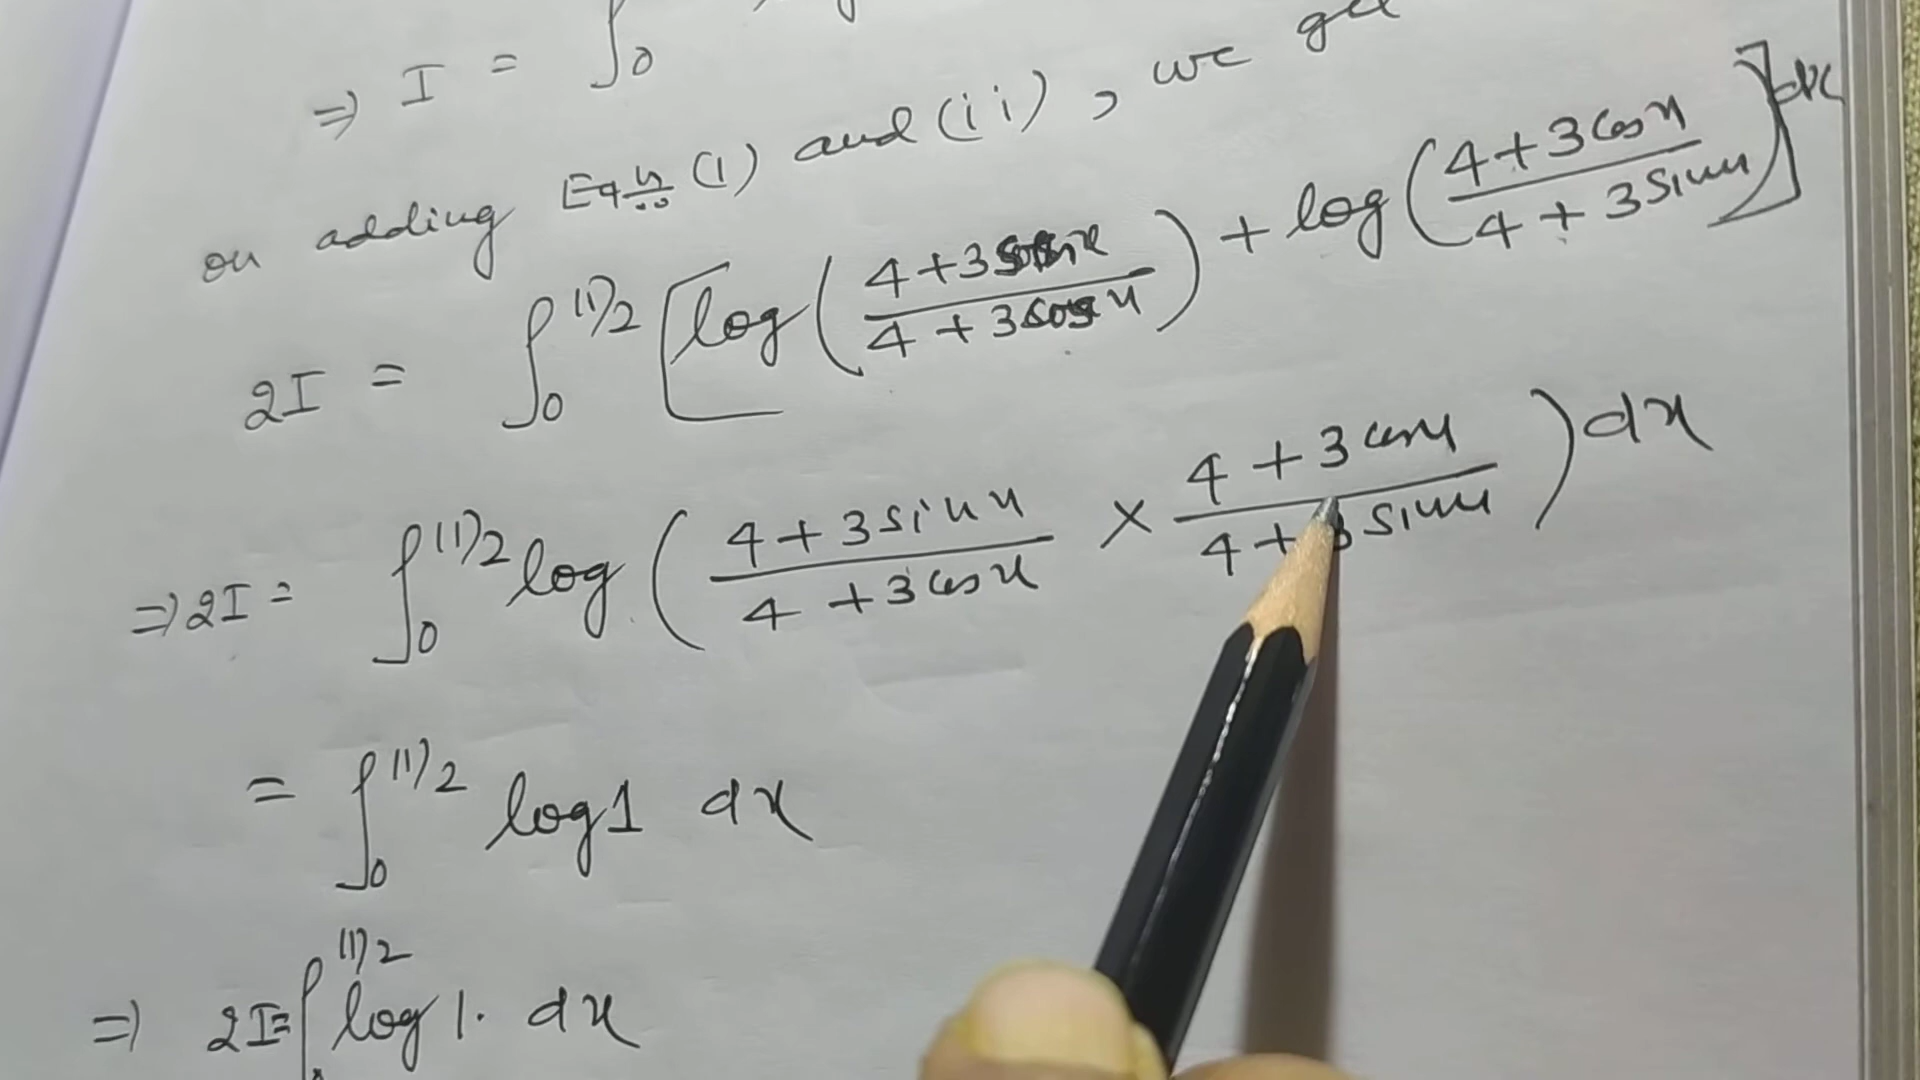 ⇒ I = ∫₀
on adding Eqn (1) and (ii), we get
2I = ∫₀^π/2 [log((4+3sinx)/(4+3cosx)) + log((4+3cosx)/(4+3sinx))]dx
⇒ 2I = ∫₀^π/2 log((4+3sinx)/(4+3cosx) × (4+3cosx)/(4+3sinx))dx
= ∫₀^π/2 log1 dx
⇒ 2I = ∫₀^π/2 log1. dx